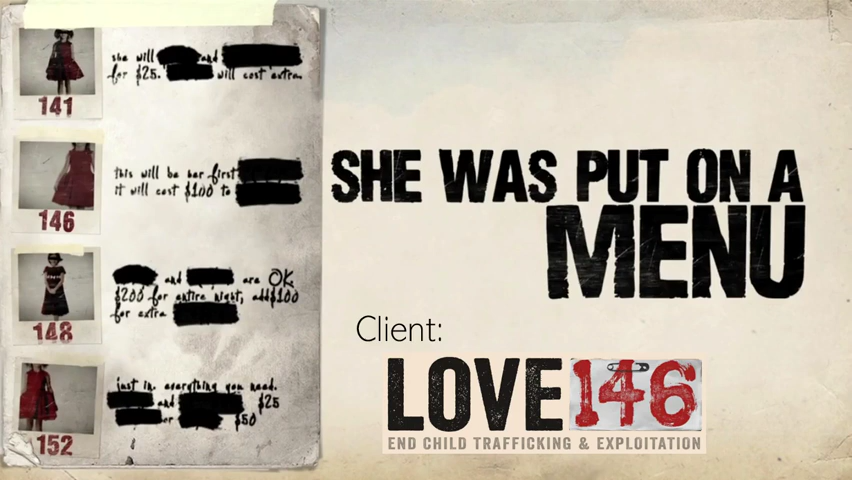 she will and
for $25. will cost extra.
141
this will be her first
it will cost $100 to
146
and are OK
$200 for entire night, add $100
for extra
148
just in. everything you need.
and $25
or $50
152
SHE WAS PUT ON A
MENU
Client:
LOVE146
END CHILD TRAFFICKING & EXPLOITATION